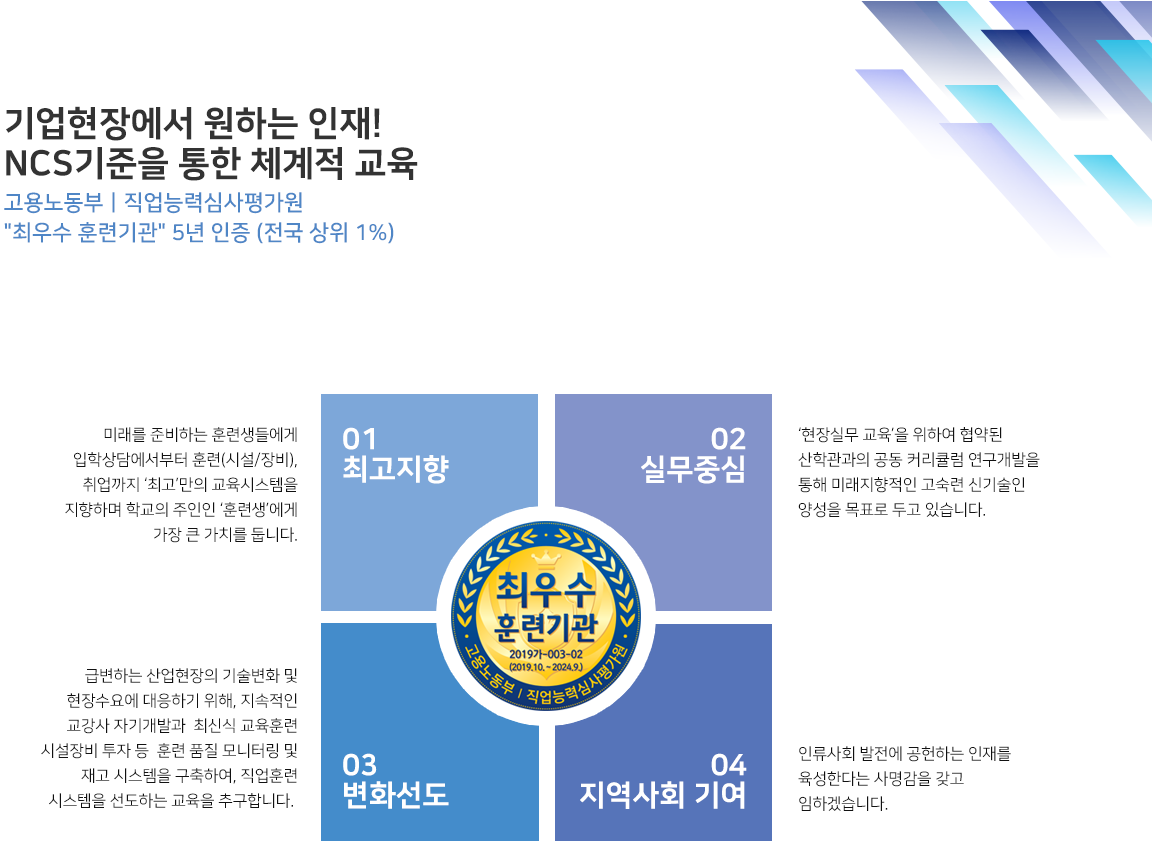 기업현장에서 원하는 인재!
NCS기준을 통한 체계적 교육
고용노동부 | 직업능력심사평가원
"최우수 훈련기관" 5년 인증 (전국 상위 1%)
미래를 준비하는 훈련생들에게
입학상담에서부터 훈련(시설/장비),
취업까지 ‘최고’만의 교육시스템을
지향하며 학교의 주인인 ‘훈련생’에게
가장 큰 가치를 둡니다.
01
최고지향
02
실무중심
‘현장실무 교육’을 위하여 협약된
산학관과의 공동 커리큘럼 연구개발을
통해 미래지향적인 고숙련 신기술인
양성을 목표로 두고 있습니다.
최우수
훈련기관
2019가-003-02
(2019.10. ~ 2024.9.)
고용노동부 | 직업능력심사평가원
급변하는 산업현장의 기술변화 및
현장수요에 대응하기 위해, 지속적인
교강사 자기개발과 최신식 교육훈련
시설장비 투자 등 훈련 품질 모니터링 및
재고 시스템을 구축하여, 직업훈련
시스템을 선도하는 교육을 추구합니다.
03
변화선도
04
지역사회 기여
인류사회 발전에 공헌하는 인재를
육성한다는 사명감을 갖고
임하겠습니다.